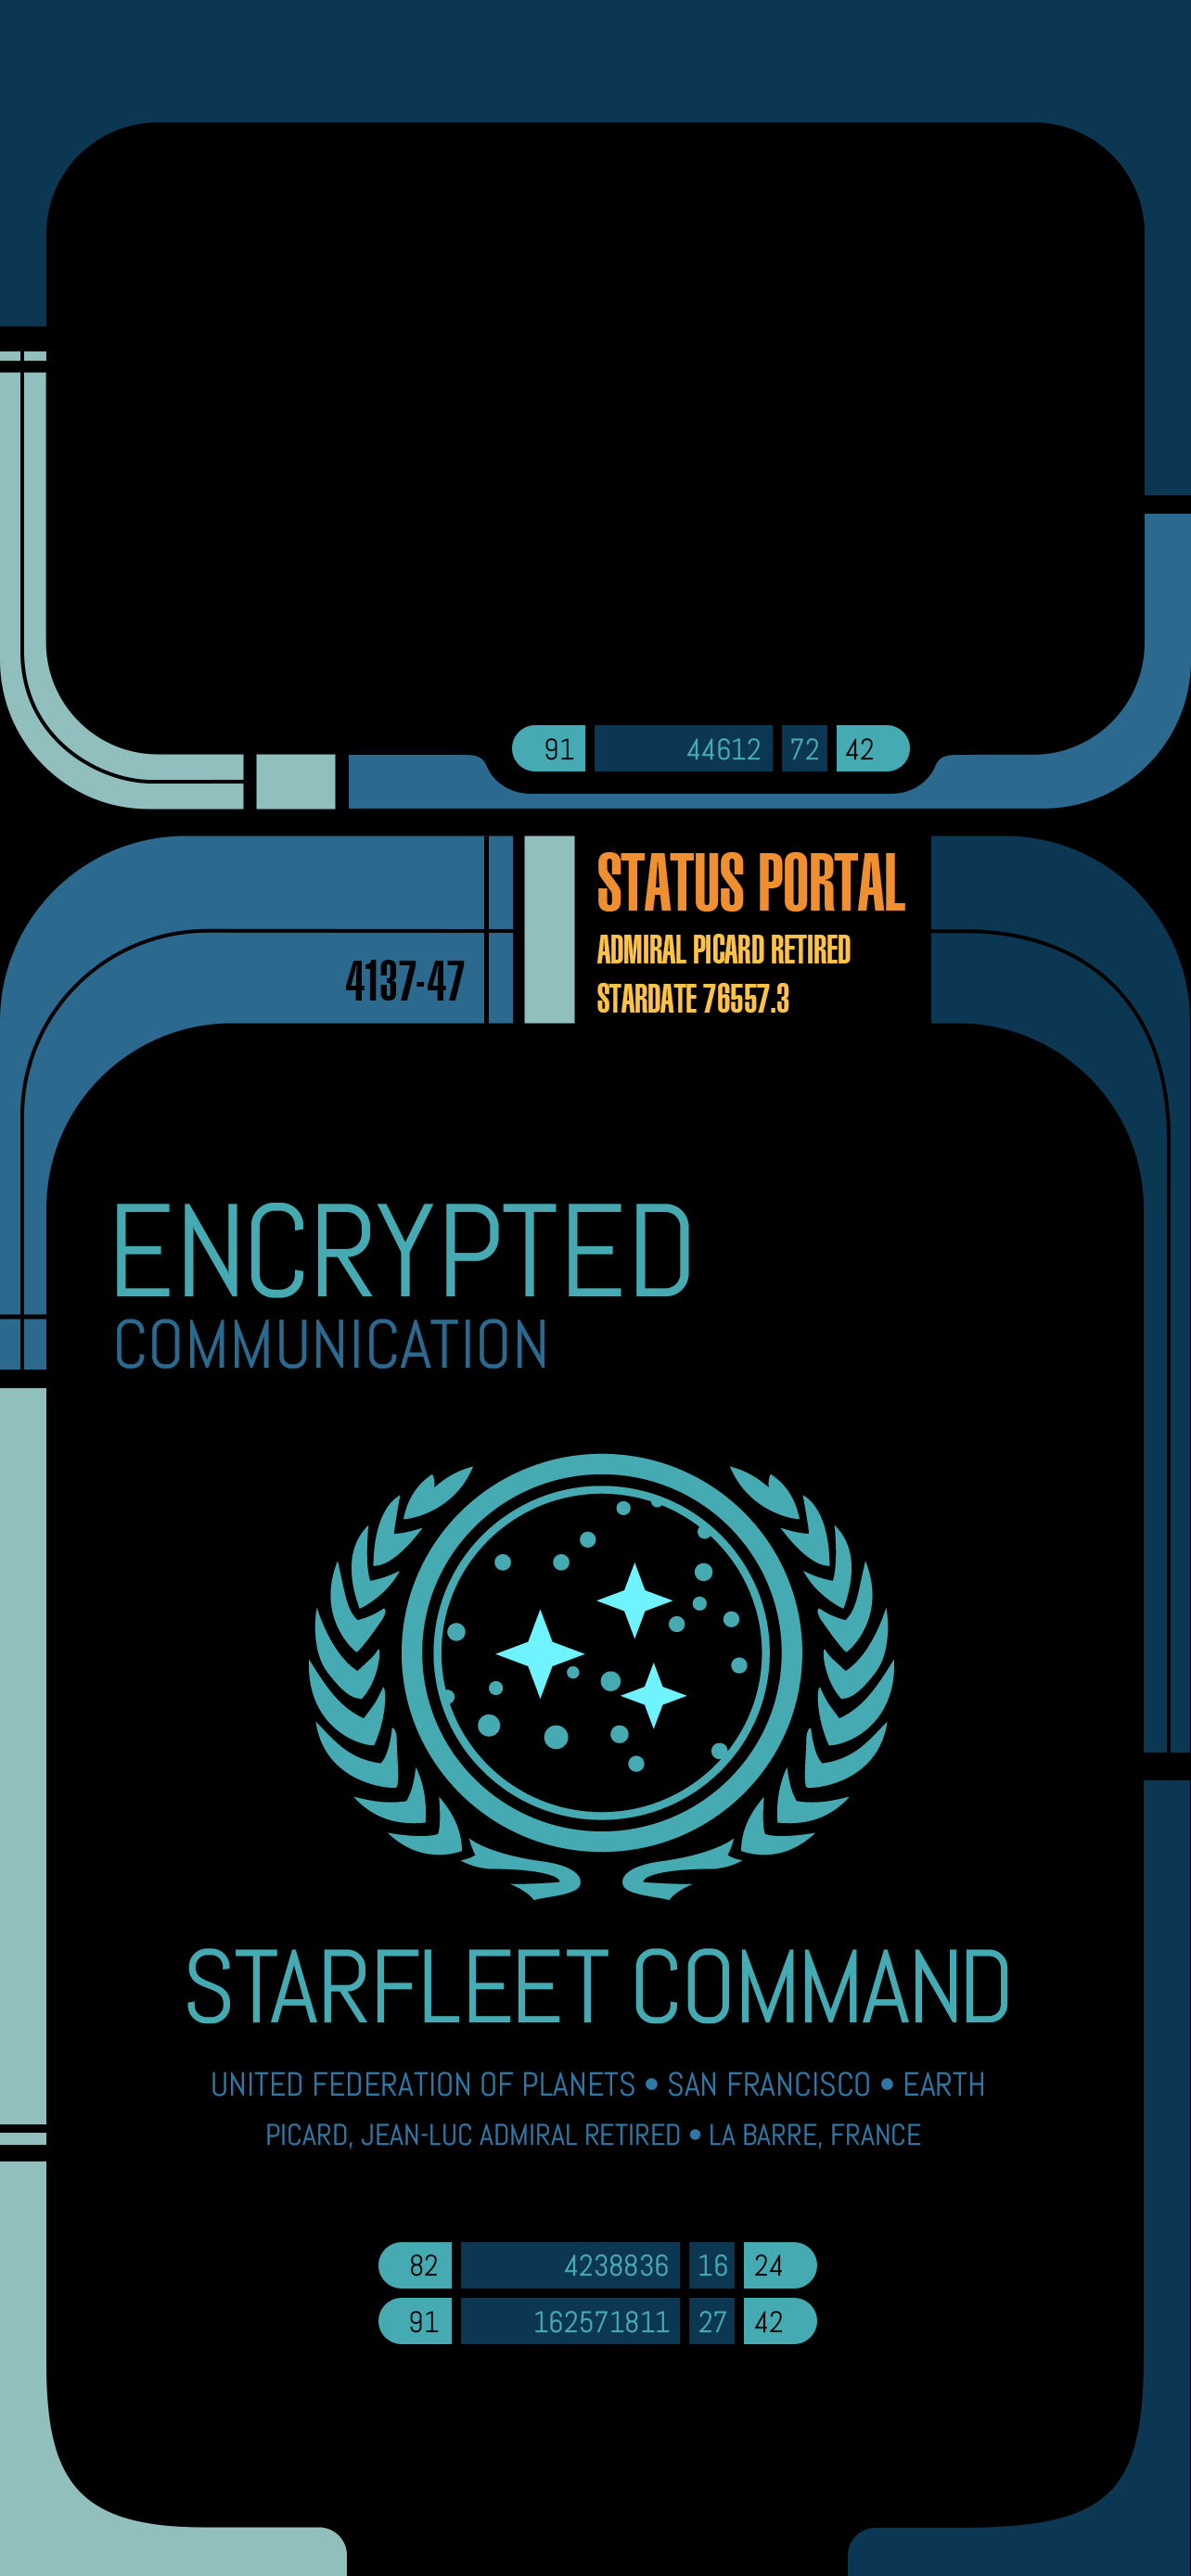 91 44612 72 42
STATUS PORTAL
ADMIRAL PICARD RETIRED
4137-47
STARDATE 76557.3
ENCRYPTED
COMMUNICATION
STARFLEET COMMAND
UNITED FEDERATION OF PLANETS • SAN FRANCISCO • EARTH
PICARD, JEAN-LUC ADMIRAL RETIRED • LA BARRE, FRANCE
82 4238836 16 24
91 162571811 27 42